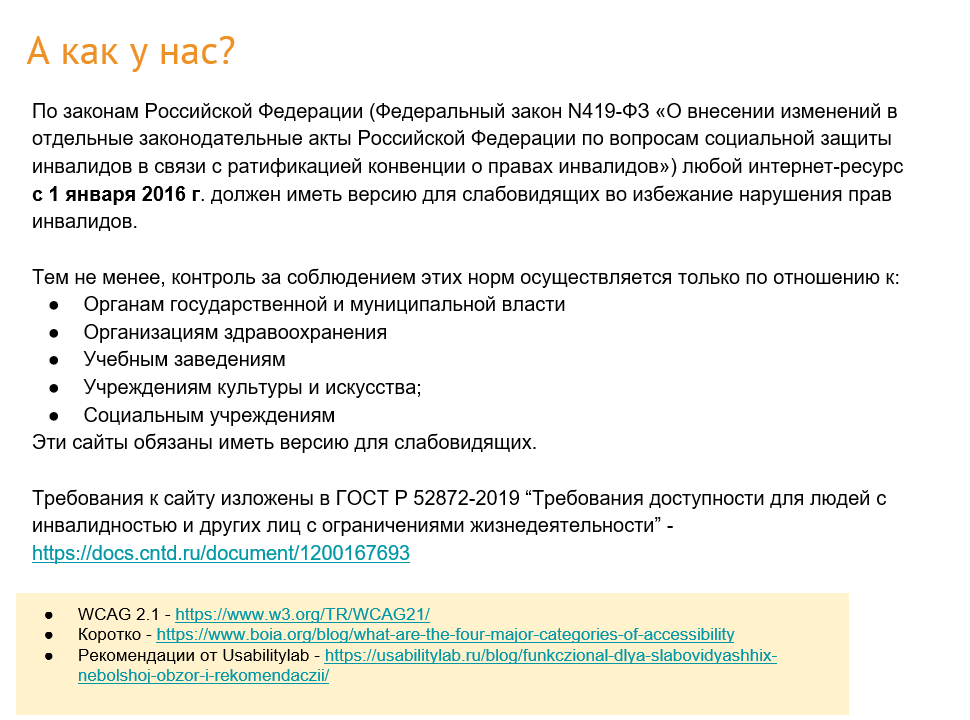 А как у нас?
По законам Российской Федерации (Федеральный закон N419-ФЗ «О внесении изменений в
отдельные законодательные акты Российской Федерации по вопросам социальной защиты
инвалидов в связи с ратификацией конвенции о правах инвалидов») любой интернет-ресурс
с 1 января 2016 г. должен иметь версию для слабовидящих во избежание нарушения прав
инвалидов.
Тем не менее, контроль за соблюдением этих норм осуществляется только по отношению к:
● Органам государственной и муниципальной власти
● Организациям здравоохранения
● Учебным заведениям
● Учреждениям культуры и искусства;
● Социальным учреждениям
Эти сайты обязаны иметь версию для слабовидящих.
Требования к сайту изложены в ГОСТ Р 52872-2019 “Требования доступности для людей с
инвалидностью и других лиц с ограничениями жизнедеятельности” -
https://docs.cntd.ru/document/1200167693
● WCAG 2.1 - https://www.w3.org/TR/WCAG21/
● Коротко - https://www.boia.org/blog/what-are-the-four-major-categories-of-accessibility
● Рекомендации от Usabilitylab - https://usabilitylab.ru/blog/funkczional-dlya-slabovidyashhix-
nebolshoj-obzor-i-rekomendaczii/